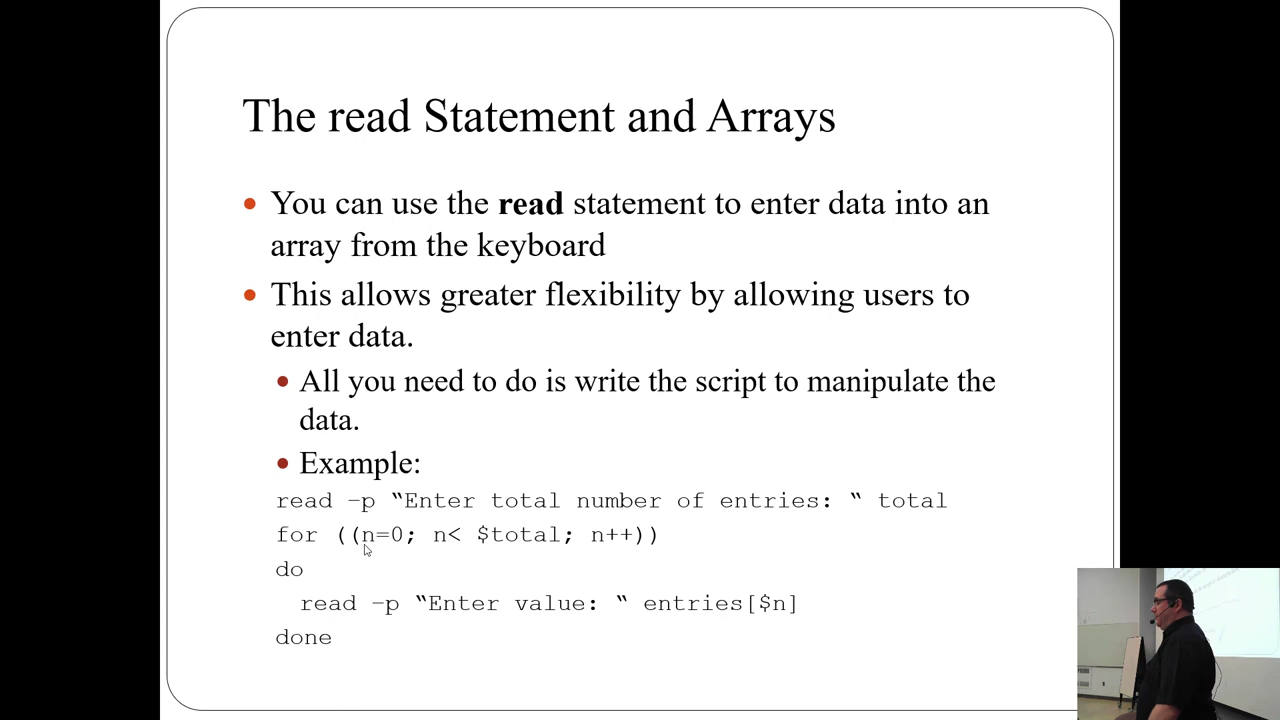 The read Statement and Arrays
You can use the read statement to enter data into an
array from the keyboard
This allows greater flexibility by allowing users to
enter data.
All you need to do is write the script to manipulate the
data.
Example:
read –p “Enter total number of entries: “ total
for ((n=0; n< $total; n++))
do
read –p “Enter value: “ entries[$n]
done